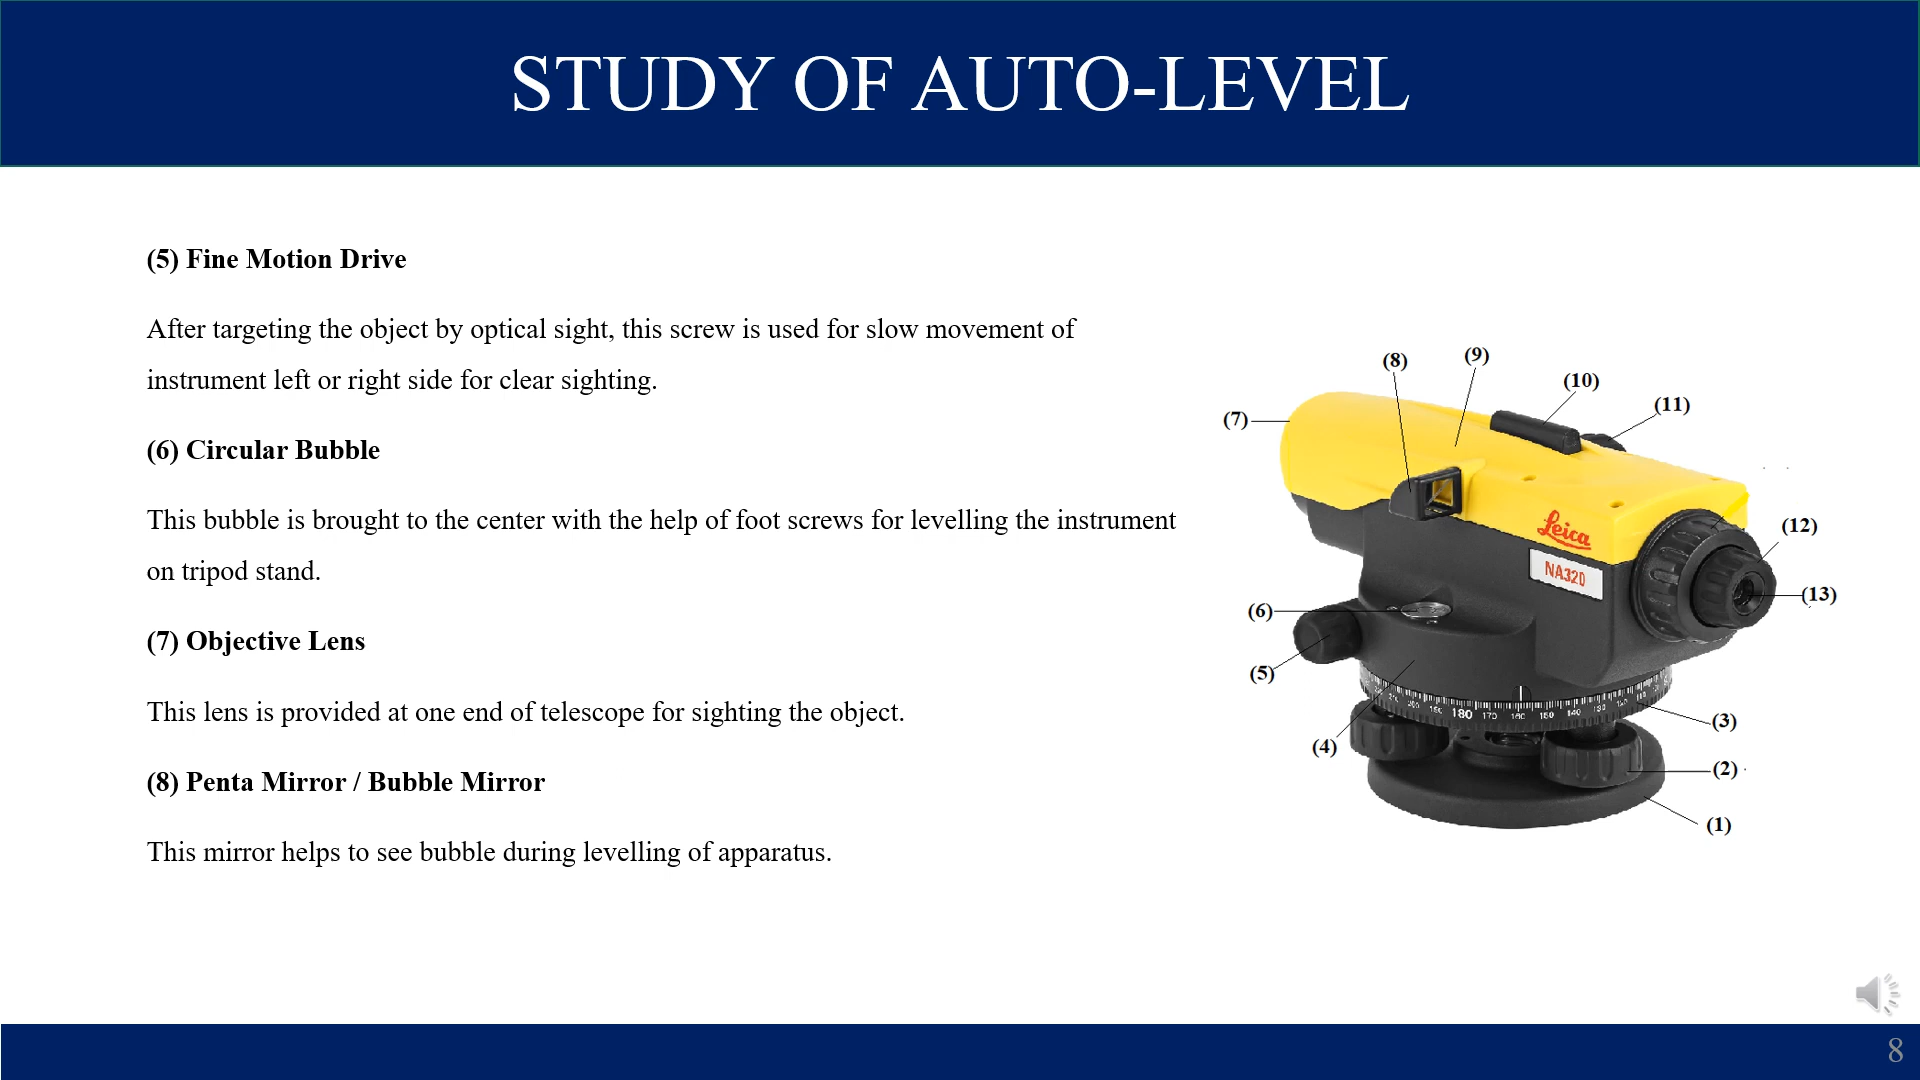 STUDY OF AUTO-LEVEL
(5) Fine Motion Drive
After targeting the object by optical sight, this screw is used for slow movement of
instrument left or right side for clear sighting.
(6) Circular Bubble
This bubble is brought to the center with the help of foot screws for levelling the instrument
on tripod stand.
(7) Objective Lens
This lens is provided at one end of telescope for sighting the object.
(8) Penta Mirror / Bubble Mirror
This mirror helps to see bubble during levelling of apparatus.
(8)
(9)
(10)
(11)
(7)
(12)
Leica
NA320
(13)
(6)
(5)
180 170 160 150 140
(3)
(4)
(2)
(1)
8